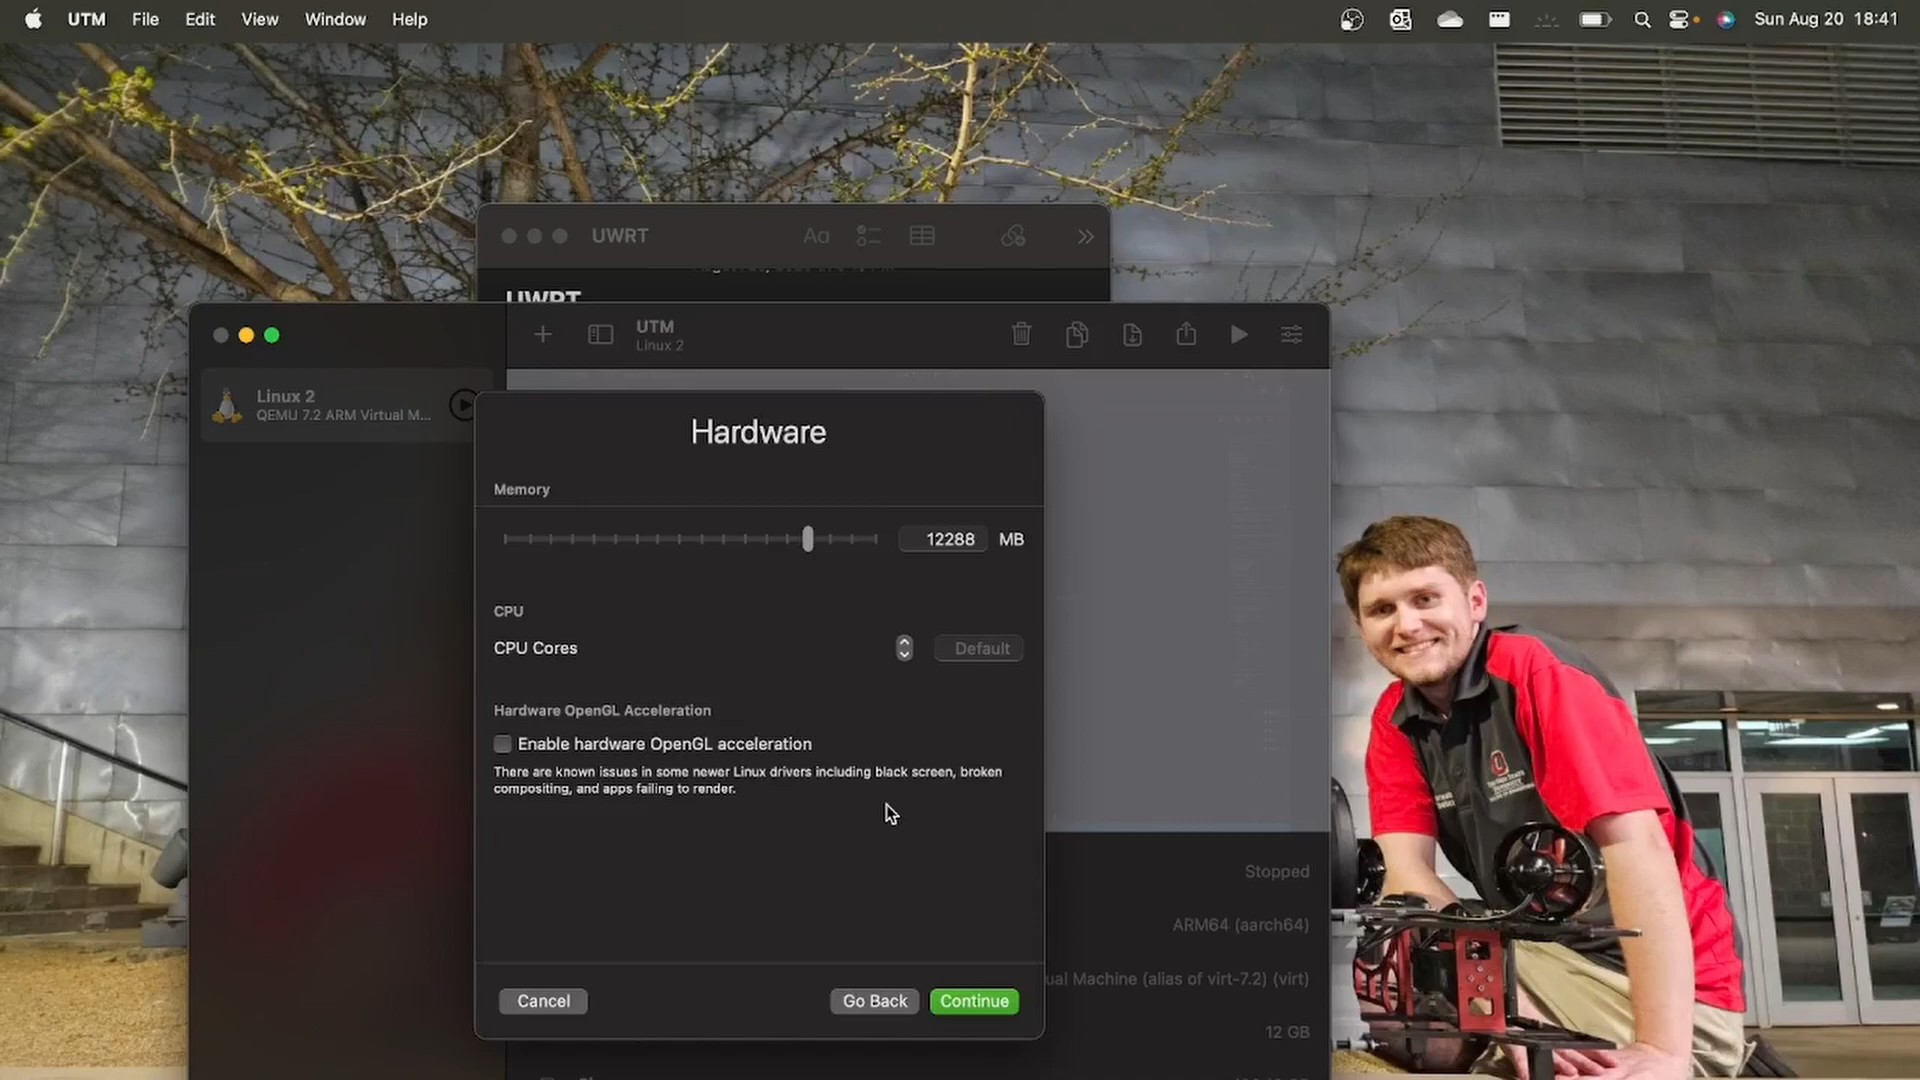 UTM File Edit View Window Help Sun Aug 20 18:41
UWRT Aa
UWRT
UTM
Linux 2
Linux 2
QEMU 7.2 ARM Virtual M...
Hardware
Memory
12288 MB
CPU
CPU Cores Default
Hardware OpenGL Acceleration
Enable hardware OpenGL acceleration
There are known issues in some newer Linux drivers including black screen, broken
compositing, and apps failing to render.
Stopped
ARM64 (aarch64)
ual Machine (alias of virt-7.2) (virt)
Cancel Go Back Continue
12 GB